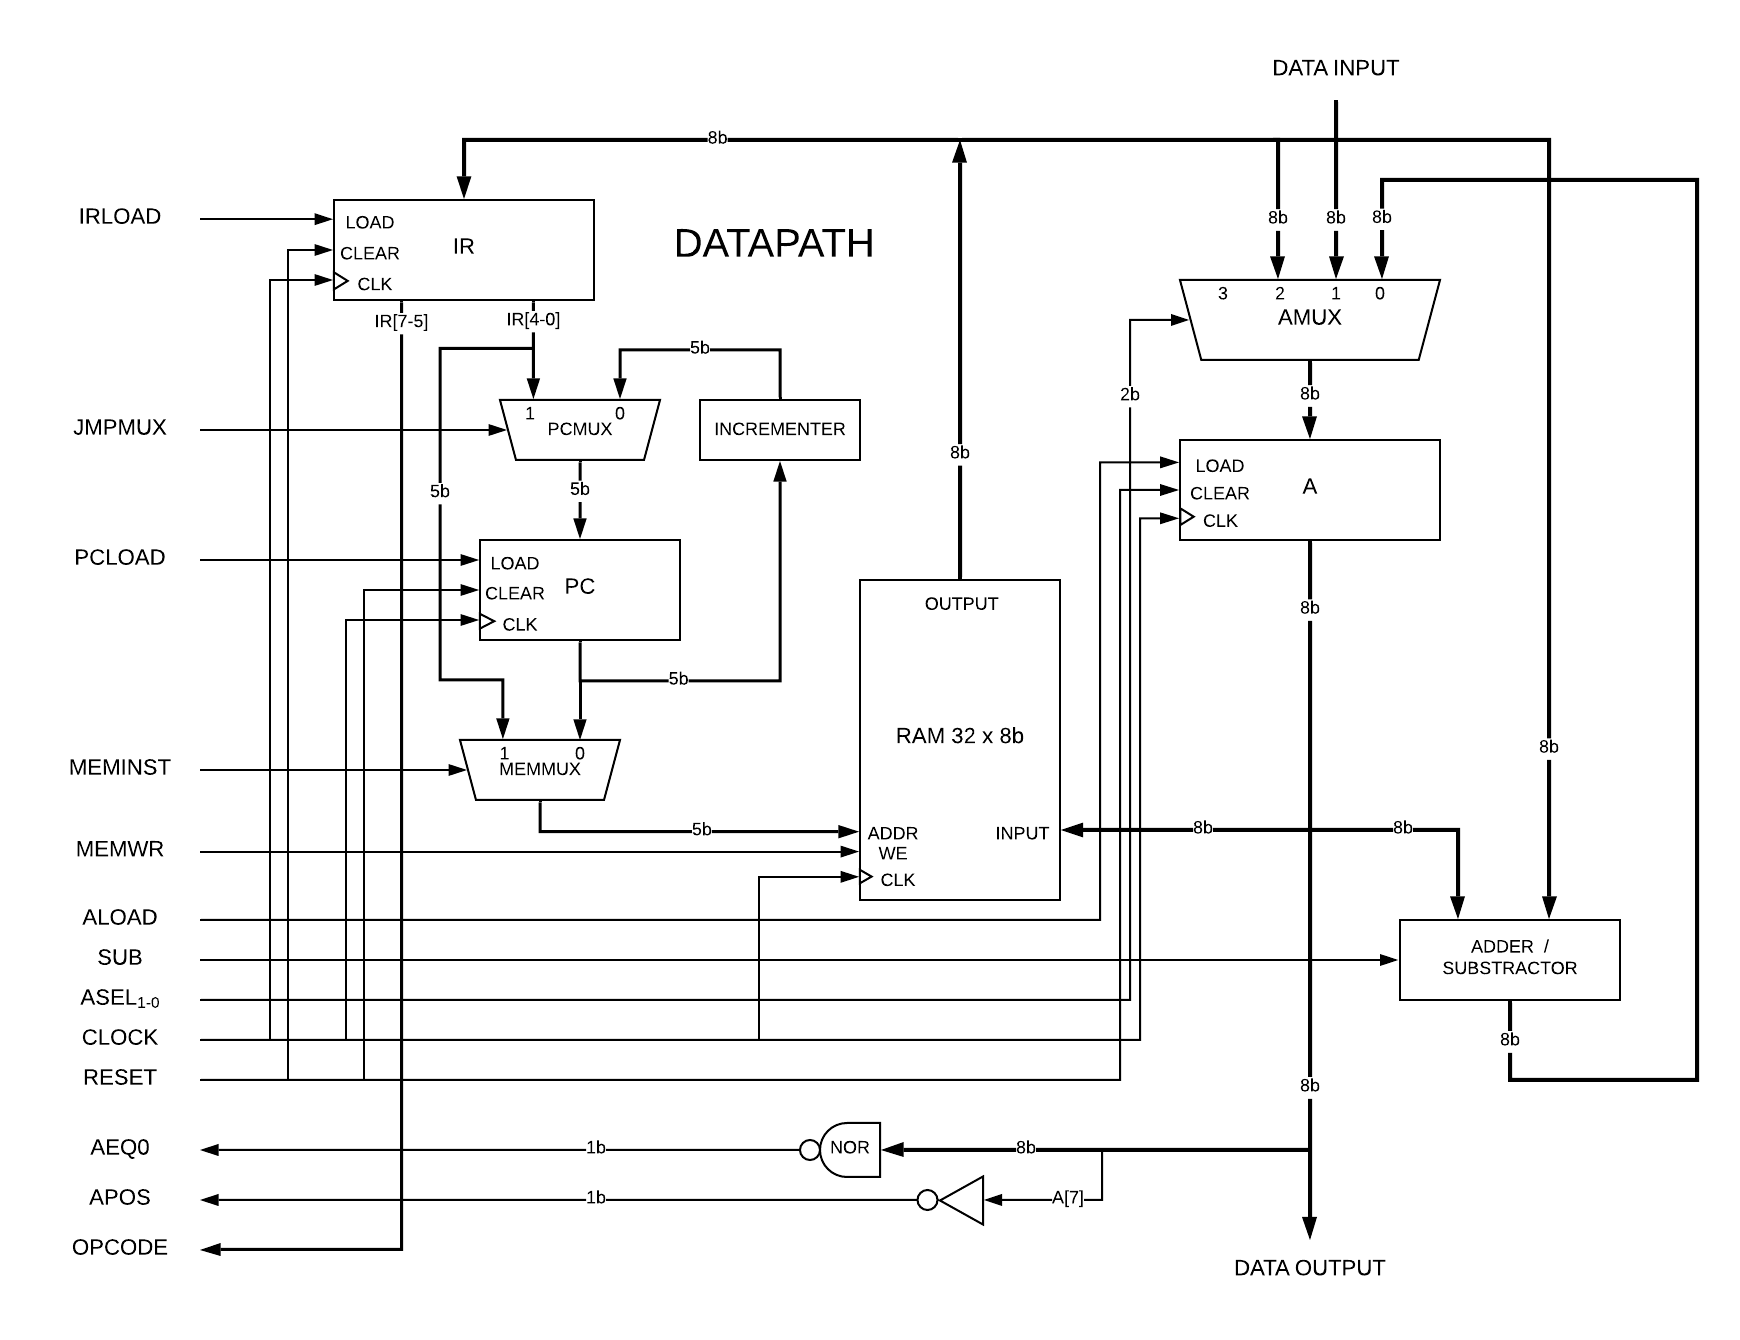 DATA INPUT
8b
IRLOAD
LOAD
CLEAR
IR
CLK
DATAPATH
8b
8b
8b
3
2
1
0
AMUX
IR[7-5]
IR[4-0]
5b
2b
8b
JMPMUX
1
0
PCMUX
INCREMENTER
8b
5b
5b
LOAD
CLEAR
A
CLK
PCLOAD
LOAD
CLEAR
PC
CLK
OUTPUT
8b
5b
RAM 32 x 8b
8b
MEMINST
1
0
MEMMUX
5b
ADDR
INPUT
8b
8b
MEMWR
WE
CLK
ALOAD
SUB
ADDER /
SUBSTRACTOR
ASEL1-0
CLOCK
8b
RESET
8b
AEQ0
1b
NOR
8b
APOS
1b
A[7]
OPCODE
DATA OUTPUT